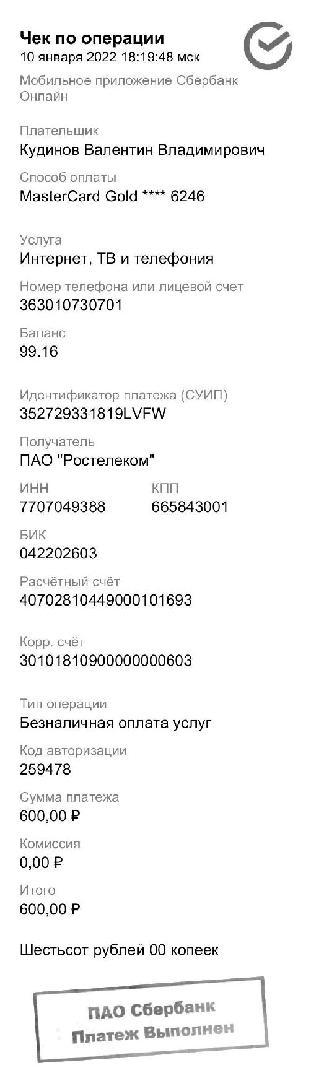 Чек по операции
10 января 2022 18:19:48 мск
Мобильное приложение Сбербанк
Онлайн
Плательщик
Кудинов Валентин Владимирович
Способ оплаты
MasterCard Gold **** 6246
Услуга
Интернет, ТВ и телефония
Номер телефона или лицевой счет
363010730701
Баланс
99.16
Идентификатор платежа (СУИП)
352729331819LVFW
Получатель
ПАО "Ростелеком"
ИНН КПП
7707049388 665843001
БИК
042202603
Расчётный счёт
40702810449000101693
Корр. счёт
30101810900000000603
Тип операции
Безналичная оплата услуг
Код авторизации
259478
Сумма платежа
600,00 ₽
Комиссия
0,00 ₽
Итого
600,00 ₽
Шестьсот рублей 00 копеек
ПАО Сбербанк
Платеж Выполнен